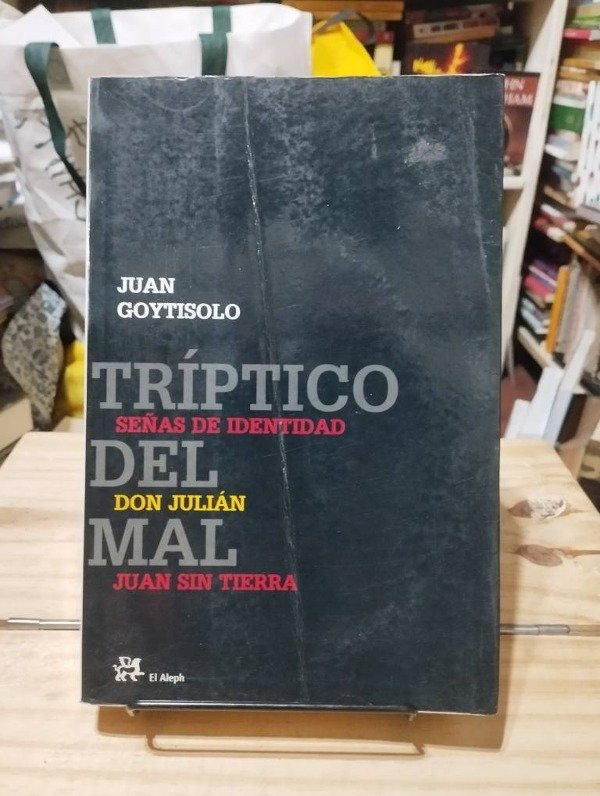 JUAN
GOYTISOLO
TRÍPTICO
SEÑAS DE IDENTIDAD
DEL
DON JULIÁN
MAL
JUAN SIN TIERRA
El Aleph